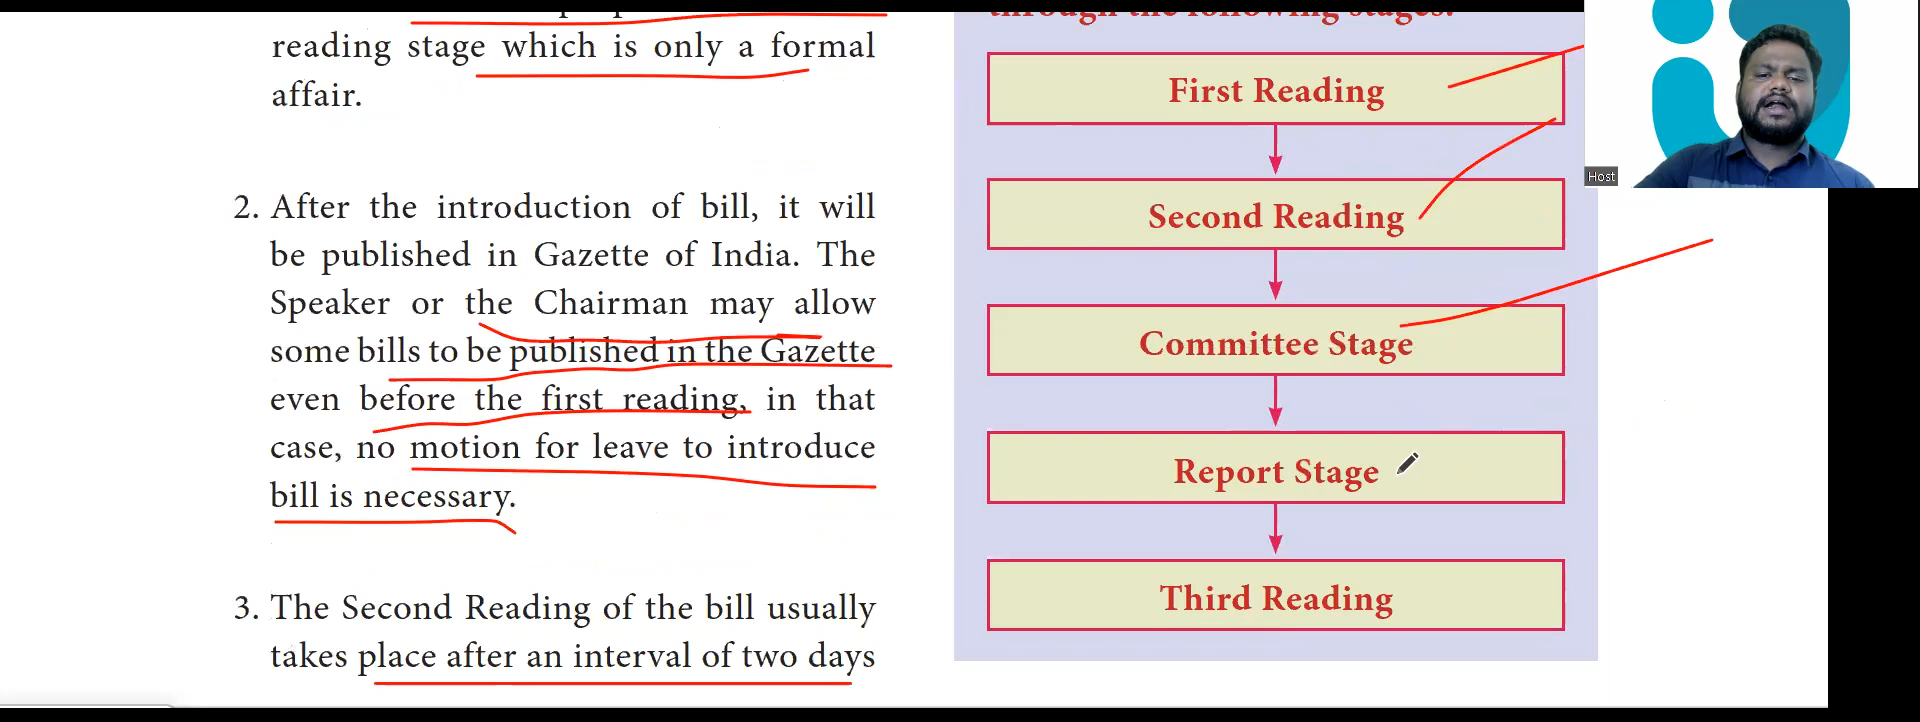 reading stage which is only a formal
affair.
2. After the introduction of bill, it will
be published in Gazette of India. The
Speaker or the Chairman may allow
some bills to be published in the Gazette
even before the first reading, in that
case, no motion for leave to introduce
bill is necessary.
3. The Second Reading of the bill usually
takes place after an interval of two days
through the following stages:
First Reading
Second Reading
Committee Stage
Report Stage
Third Reading
Host